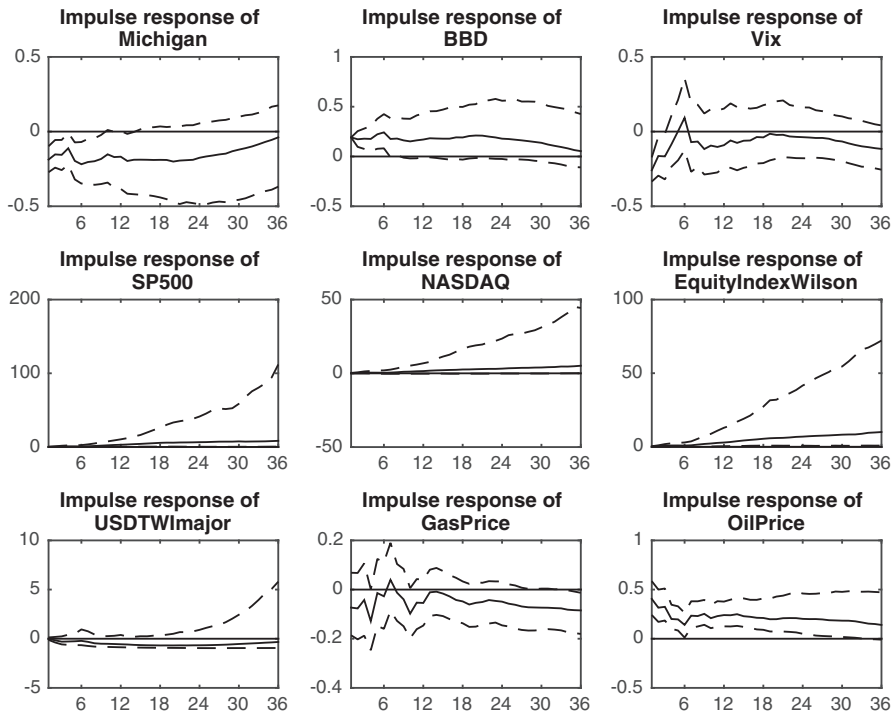 Impulse response of Michigan
0.5
0
-0.5
6 12 18 24 30 36
Impulse response of BBD
1
0.5
0
-0.5
6 12 18 24 30 36
Impulse response of Vix
0.5
0
-0.5
6 12 18 24 30 36
Impulse response of SP500
200
100
0
6 12 18 24 30 36
Impulse response of NASDAQ
50
0
-50
6 12 18 24 30 36
Impulse response of EquityIndexWilson
100
50
0
6 12 18 24 30 36
Impulse response of USDTWImajor
10
5
0
-5
6 12 18 24 30 36
Impulse response of GasPrice
0.2
0
-0.2
-0.4
6 12 18 24 30 36
Impulse response of OilPrice
1
0.5
0
0.5
6 12 18 24 30 36